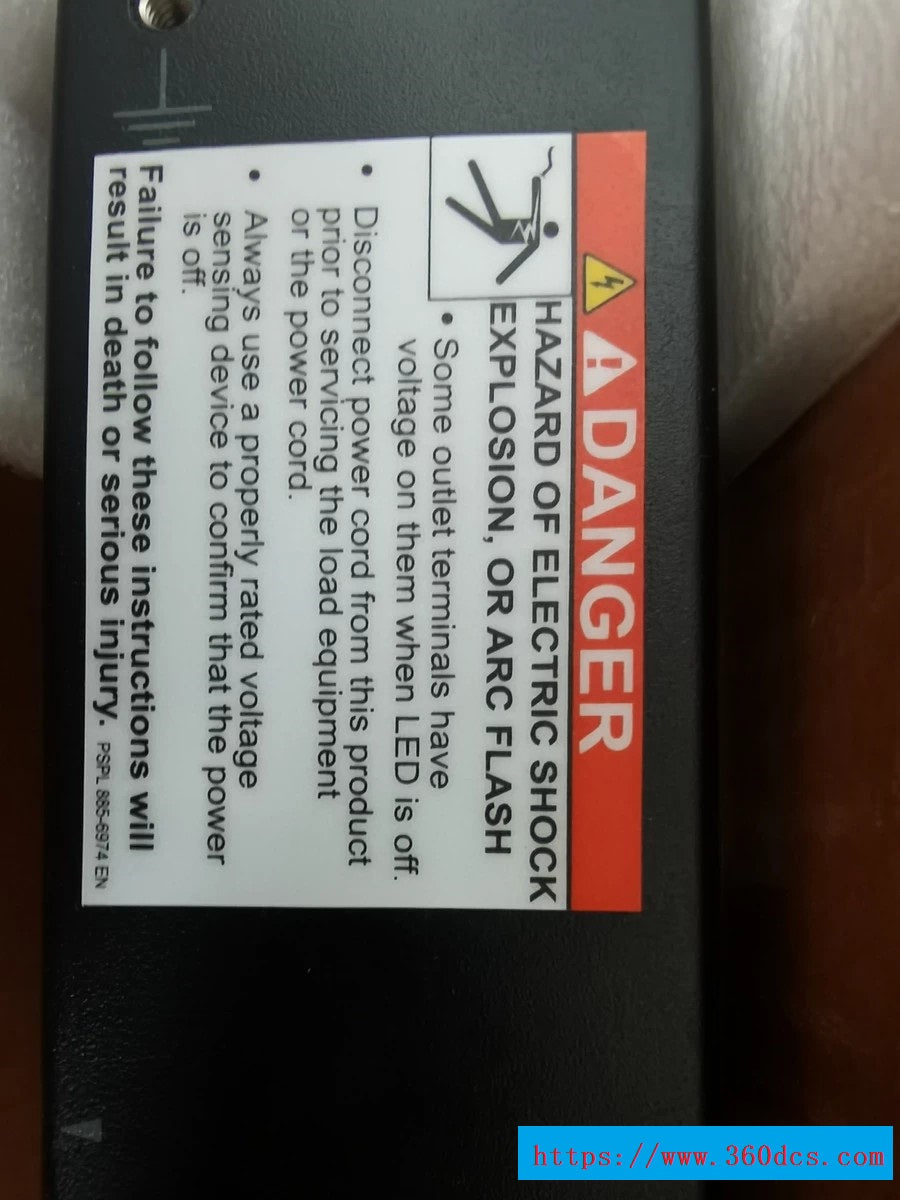 DANGER
HAZARD OF ELECTRIC SHOCK
EXPLOSION, OR ARC FLASH
• Some outlet terminals have
voltage on them when LED is off.
• Disconnect power cord from this product
prior to servicing the load equipment
or the power cord.
• Always use a properly rated voltage
sensing device to confirm that the power
is off.
Failure to follow these instructions will
result in death or serious injury. PSPL 885-6974 EN
https://www.360dcs.com